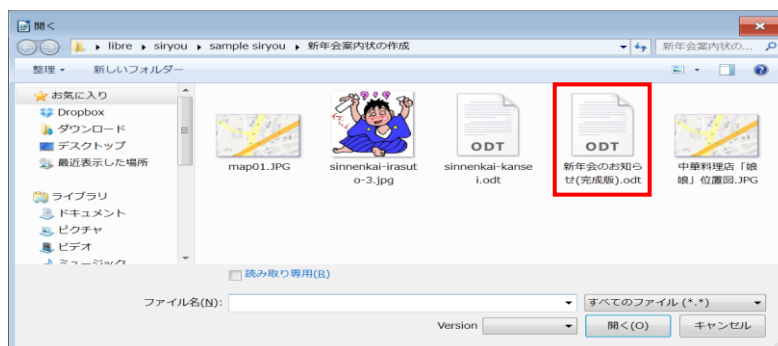 開く
libre ▸ siryou ▸ sample siryou ▸ 新年会案内状の作成
新年会案内状の...
整理
新しいフォルダー
お気に入り
Dropbox
ダウンロード
デスクトップ
最近表示した場所
ライブラリ
ドキュメント
ピクチャ
ビデオ
ミュージック
ODT
ODT
map01.JPG
sinnenkai-irasut
o-3.jpg
sinnenkai-kanse
i.odt
新年会のお知ら
せ(完成版).odt
中華料理店「娘
娘」位置図.JPG
読み取り専用(R)
ファイル名(N):
すべてのファイル (*.*)
Version
開く(O)
キャンセル